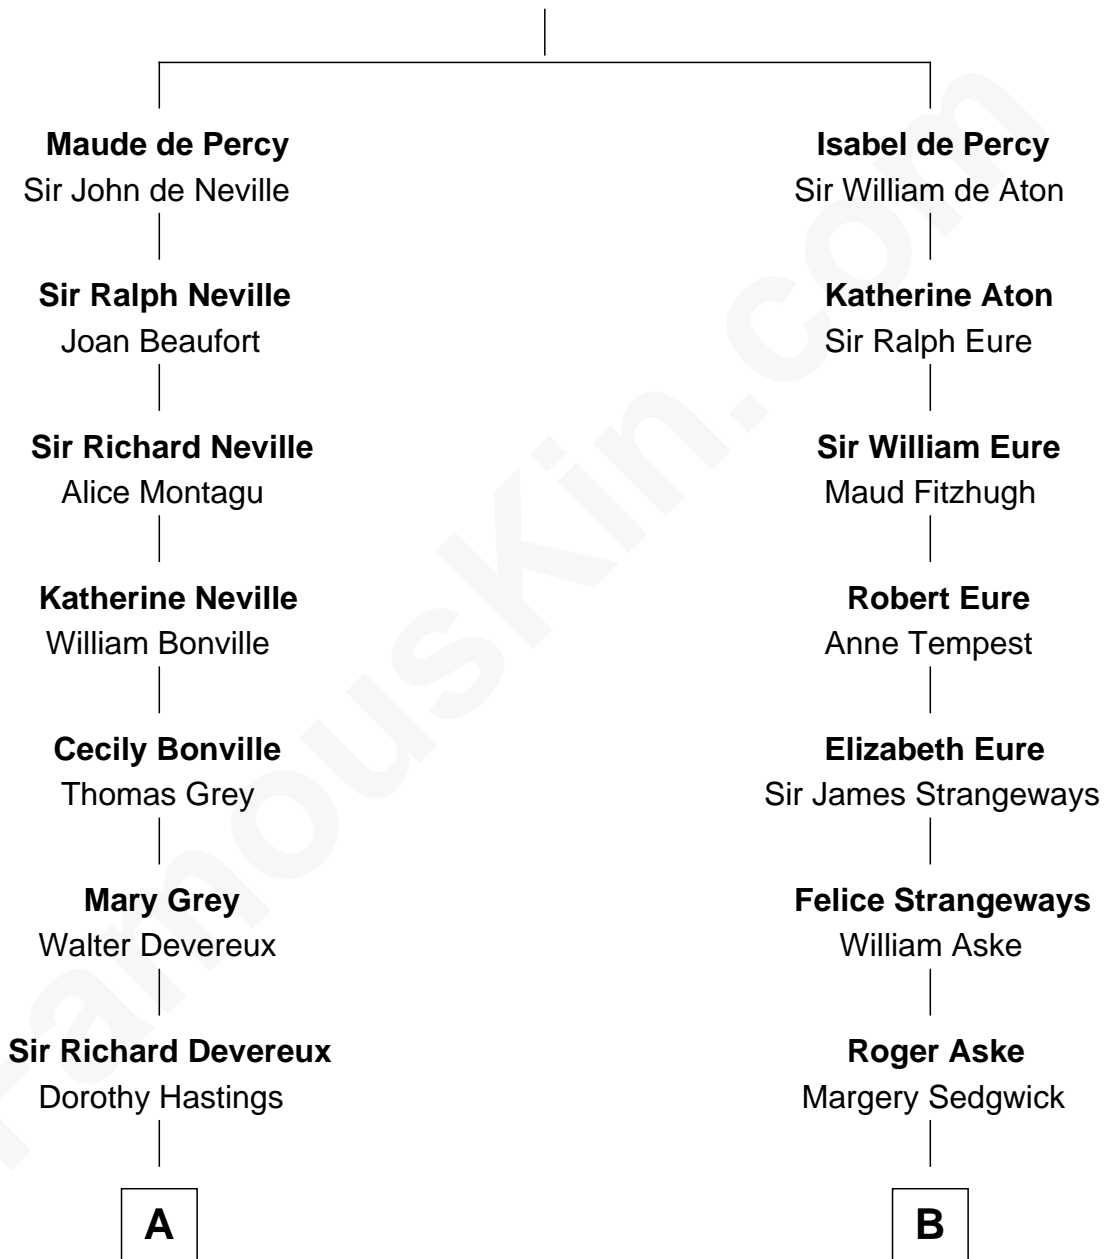 Maude de Percy
Sir John de Neville
Isabel de Percy
Sir William de Aton
Sir Ralph Neville
Joan Beaufort
Katherine Aton
Sir Ralph Eure
Sir Richard Neville
Alice Montagu
Sir William Eure
Maud Fitzhugh
Katherine Neville
William Bonville
Robert Eure
Anne Tempest
Cecily Bonville
Thomas Grey
Elizabeth Eure
Sir James Strangeways
Mary Grey
Walter Devereux
Felice Strangeways
William Aske
Sir Richard Devereux
Dorothy Hastings
Roger Aske
Margery Sedgwick
A
B
FamousKin.com